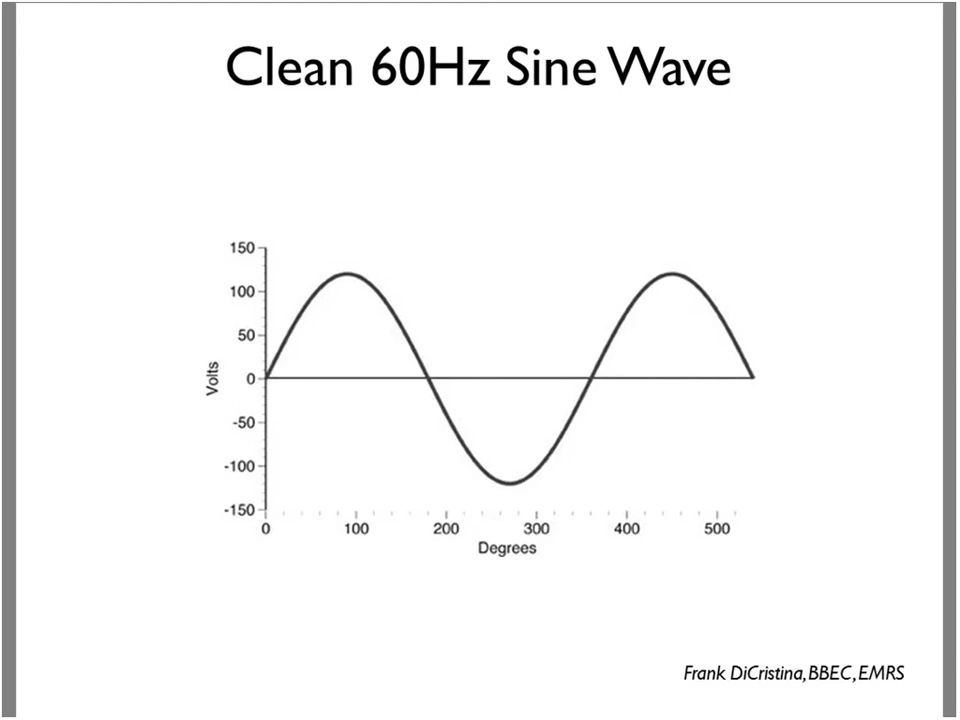 Clean 60Hz Sine Wave
150
100
50
0
-50
-100
-150
Volts
0 100 200 300 400 500
Degrees
Frank DiCristina, BBEC, EMRS